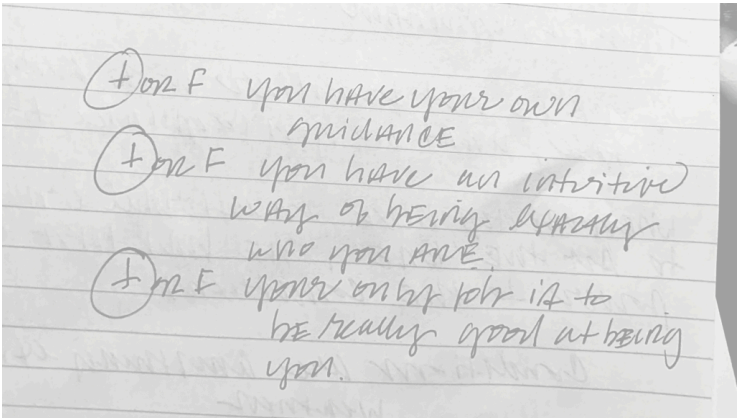 T or F you have your own
guidance
T or F you have an intuitive
way of being exactly
who you are.
T or F your only job is to
be really good at being
you.